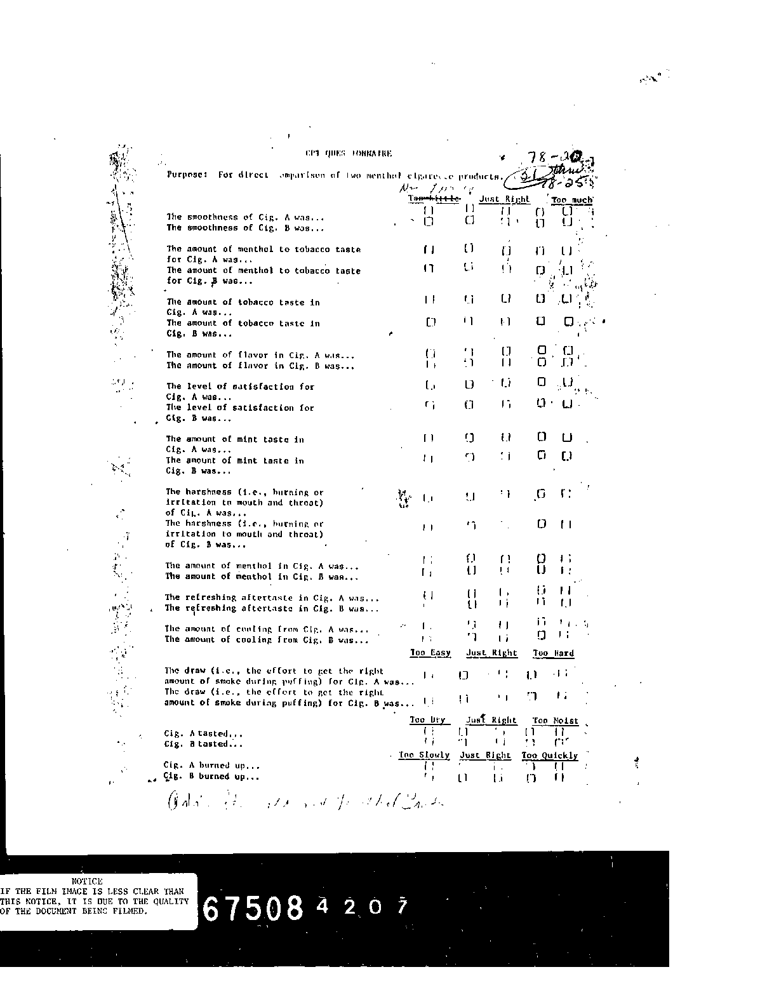 CPT QUESTIONNAIRE
78-20
Purpose: For direct comparison of two menthol cigarette products.
thru
78-25
Too Little Just Right Too much
The smoothness of Cig. A was...
The smoothness of Cig. B was...
The amount of menthol to tobacco taste
for Cig. A was...
The amount of menthol to tobacco taste
for Cig. B was...
The amount of tobacco taste in
Cig. A was...
The amount of tobacco taste in
Cig. B was...
The amount of flavor in Cig. A was...
The amount of flavor in Cig. B was...
The level of satisfaction for
Cig. A was...
The level of satisfaction for
Cig. B was...
The amount of mint taste in
Cig. A was...
The amount of mint taste in
Cig. B was...
The harshness (i.e., burning or
irritation to mouth and throat)
of Cig. A was...
The harshness (i.e., burning or
irritation to mouth and throat)
of Cig. B was...
The amount of menthol in Cig. A was...
The amount of menthol in Cig. B was...
The refreshing aftertaste in Cig. A was...
The refreshing aftertaste in Cig. B was...
The amount of cooling from Cig. A was...
The amount of cooling from Cig. B was...
Too Easy Just Right Too Hard
The draw (i.e., the effort to get the right
amount of smoke during puffing) for Cig. A was...
The draw (i.e., the effort to get the right
amount of smoke during puffing) for Cig. B was...
Too Dry Just Right Too Moist
Cig. A tasted...
Cig. B tasted...
Too Slowly Just Right Too Quickly
Cig. A burned up...
Cig. B burned up...
NOTICE
IF THE FILM IMAGE IS LESS CLEAR THAN
THIS NOTICE, IT IS DUE TO THE QUALITY
OF THE DOCUMENT BEING FILMED.
67508 4207